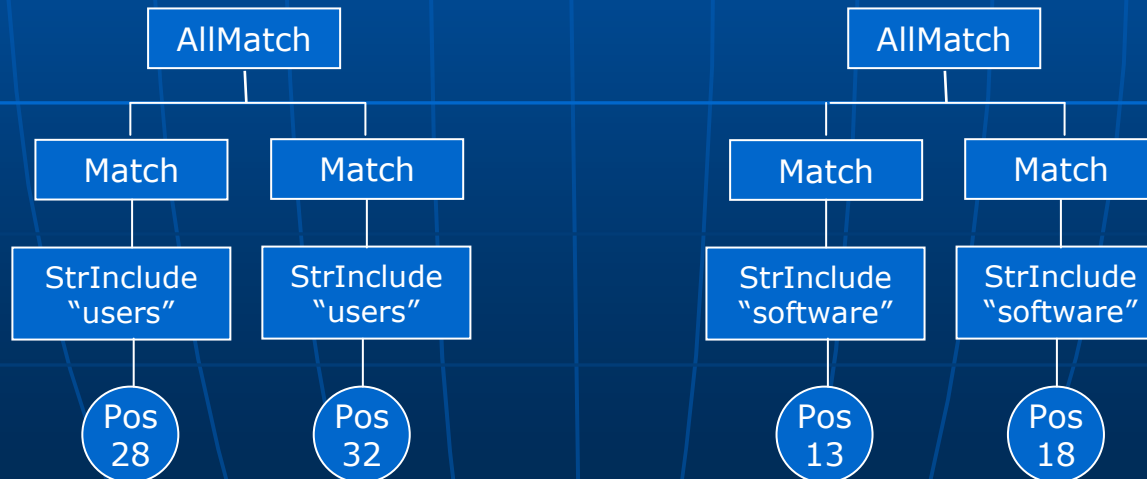 AllMatch
AllMatch
Match
Match
Match
Match
StrInclude
“users”
StrInclude
“users”
StrInclude
“software”
StrInclude
“software”
Pos
28
Pos
32
Pos
13
Pos
18